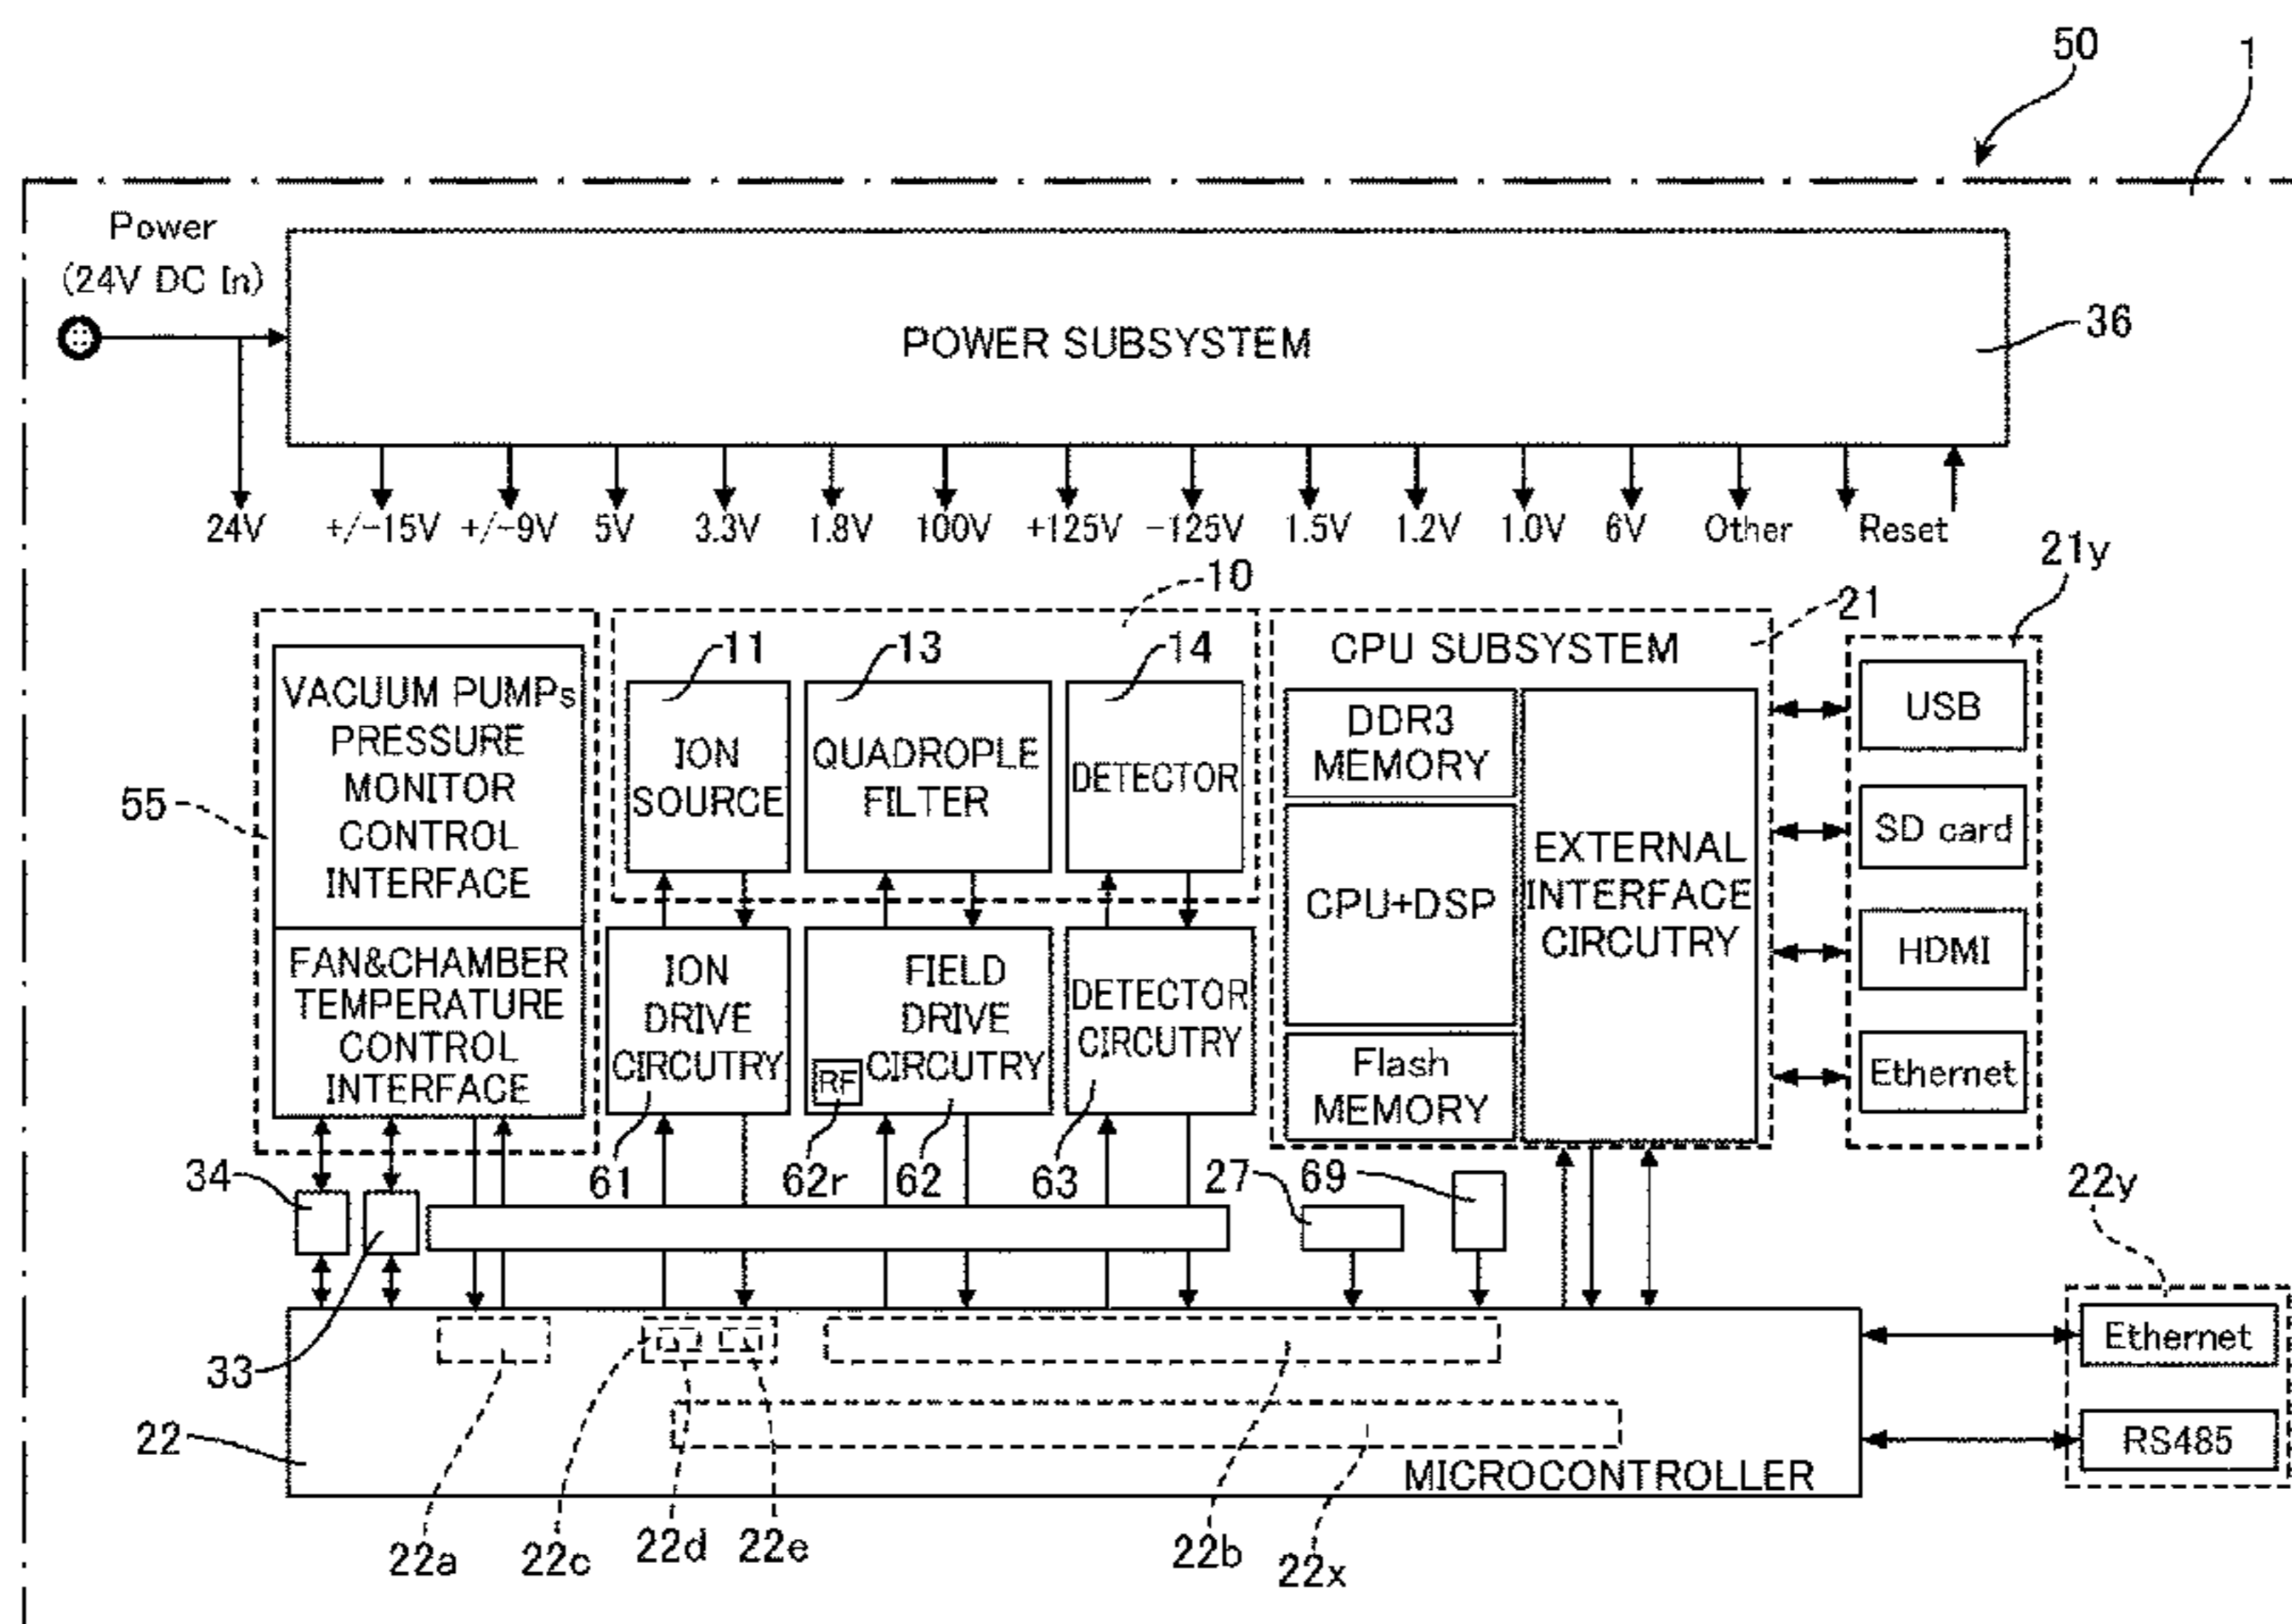 50
1
Power
(24V DC In)
POWER SUBSYSTEM
36
24V
+/-15V
+/-9V
5V
3.3V
1.8V
100V
+125V
-125V
1.5V
1.2V
1.0V
6V
Other
Reset
10
21
21y
55
VACUUM PUMPs
PRESSURE
MONITOR
CONTROL
INTERFACE
FAN&CHAMBER
TEMPERATURE
CONTROL
INTERFACE
11
ION
SOURCE
13
QUADROPLE
FILTER
14
DETECTOR
ION
DRIVE
CIRCUTRY
FIELD
DRIVE
CIRCUTRY
RF
DETECTOR
CIRCUTRY
CPU SUBSYSTEM
DDR3
MEMORY
CPU+DSP
Flash
MEMORY
EXTERNAL
INTERFACE
CIRCUTRY
USB
SD card
HDMI
Ethernet
34
33
61
62r
62
63
27
69
22y
Ethernet
RS485
22
MICROCONTROLLER
22a
22c
22d
22e
22b
22x